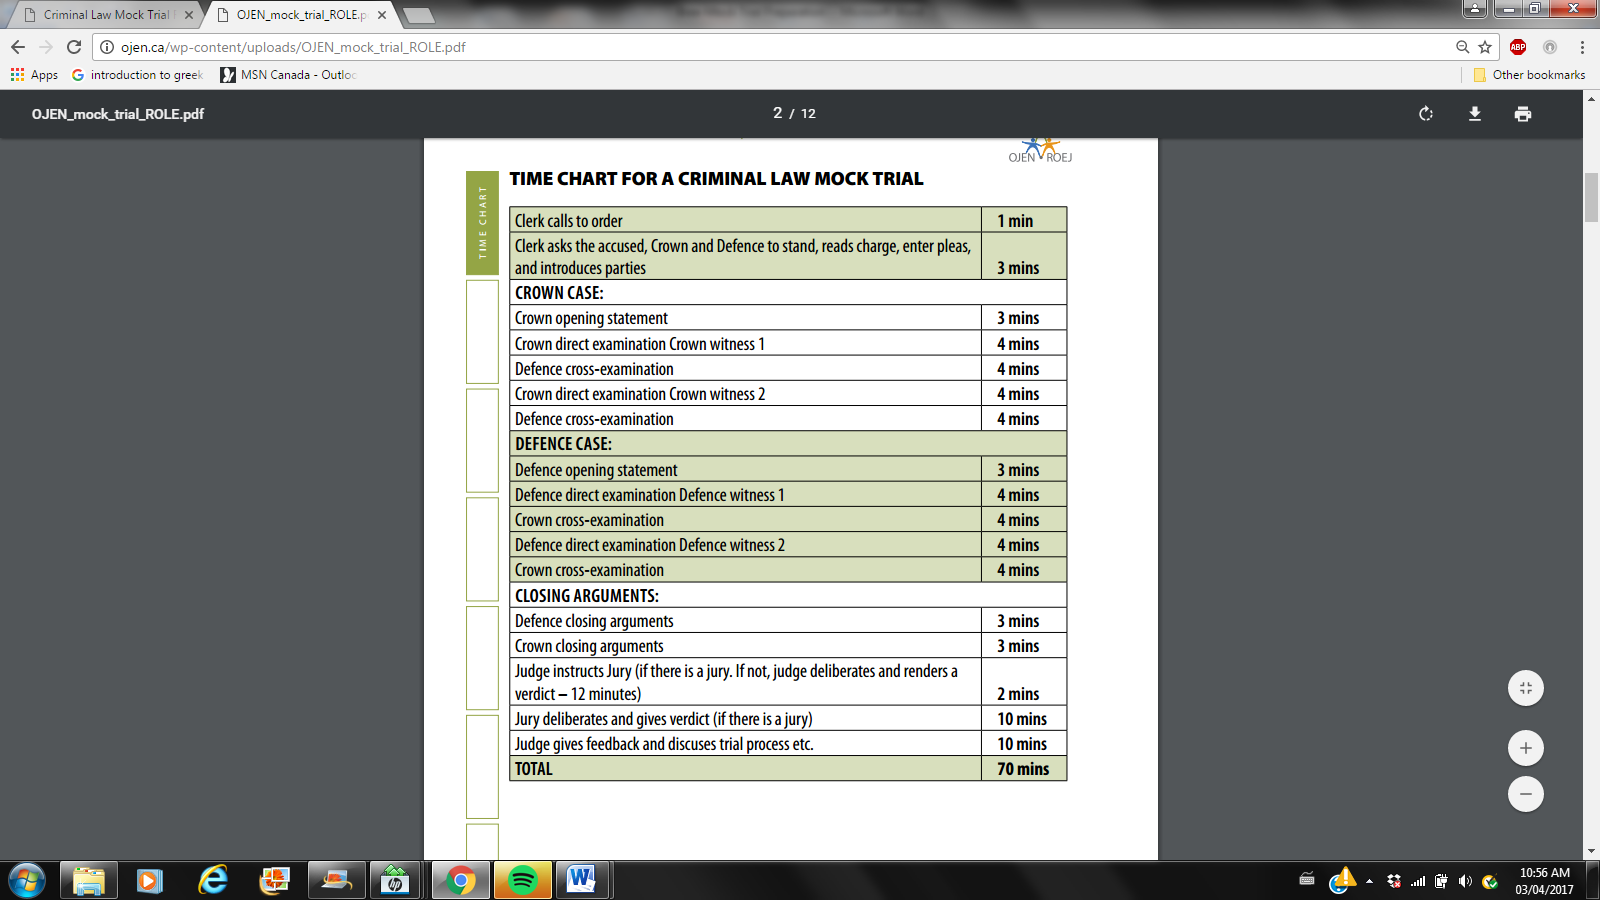 Criminal Law Mock Trial
OJEN_mock_trial_ROLE.p
ojen.ca/wp-content/uploads/OJEN_mock_trial_ROLE.pdf
ABP
Apps
introduction to greek
MSN Canada - Outloo
Other bookmarks
OJEN_mock_trial_ROLE.pdf
2 / 12
OJEN ROEJ
TIME CHART
TIME CHART FOR A CRIMINAL LAW MOCK TRIAL
Clerk calls to order 1 min
Clerk asks the accused, Crown and Defence to stand, reads charge, enter pleas,
and introduces parties 3 mins
CROWN CASE:
Crown opening statement 3 mins
Crown direct examination Crown witness 1 4 mins
Defence cross-examination 4 mins
Crown direct examination Crown witness 2 4 mins
Defence cross-examination 4 mins
DEFENCE CASE:
Defence opening statement 3 mins
Defence direct examination Defence witness 1 4 mins
Crown cross-examination 4 mins
Defence direct examination Defence witness 2 4 mins
Crown cross-examination 4 mins
CLOSING ARGUMENTS:
Defence closing arguments 3 mins
Crown closing arguments 3 mins
Judge instructs Jury (if there is a jury. If not, judge deliberates and renders a
verdict – 12 minutes) 2 mins
Jury deliberates and gives verdict (if there is a jury) 10 mins
Judge gives feedback and discuses trial process etc. 10 mins
TOTAL 70 mins
hp
W
10:56 AM
03/04/2017